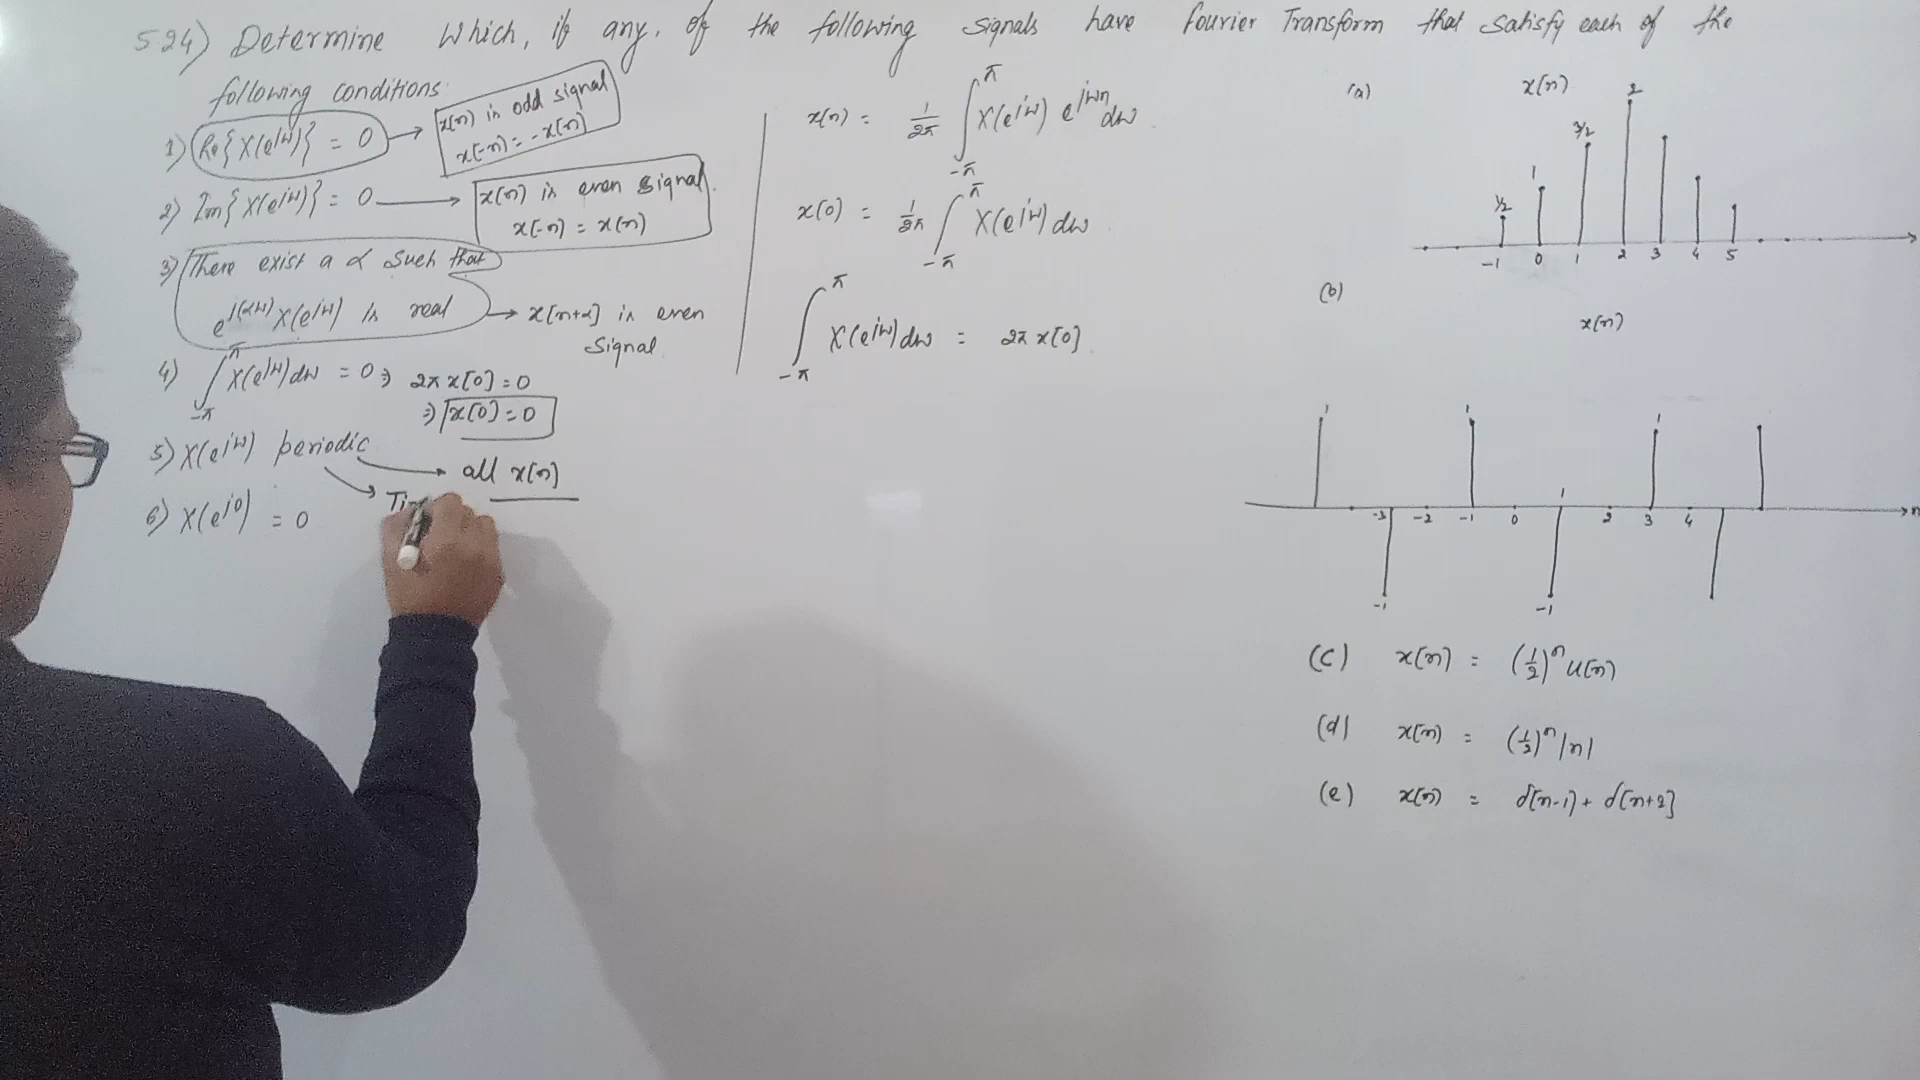 5.24) Determine which, if any, of the following signals have Fourier Transform that satisfy each of the
following conditions:
1) Re{X(e^jω)} = 0 → x[n] is odd signal
x[-n] = -x[n]
2) Im{X(e^jω)} = 0 → x[n] is even signal.
x[-n] = x[n]
3) There exist a α such that
e^j(αω) X(e^jω) is real → x[n+α] is even
signal
4) ∫_-π^π X(e^jω)dω = 0 ⇒ 2π x[0] = 0
⇒ x[0] = 0
5) X(e^jω) periodic → all x[n]
→ Ti
6) X(e^j0) = 0
x[n] = 1/2π ∫_-π^π X(e^jω) e^jωn dω.
x[0] = 1/2π ∫_-π^π X(e^jω) dω.
∫_-π^π X(e^jω)dω = 2π x[0].
(a) x[n]
1/2 1 3/2 2
-1 0 1 2 3 4 5
(b)
x[n]
1 1 1 1
-3 -2 -1 0 2 3 4 n
-1 -1
(c) x[n] = (1/2)^n u[n]
(d) x[n] = (1/2)^n |n|
(e) x[n] = δ[n-1] + δ[n+2]